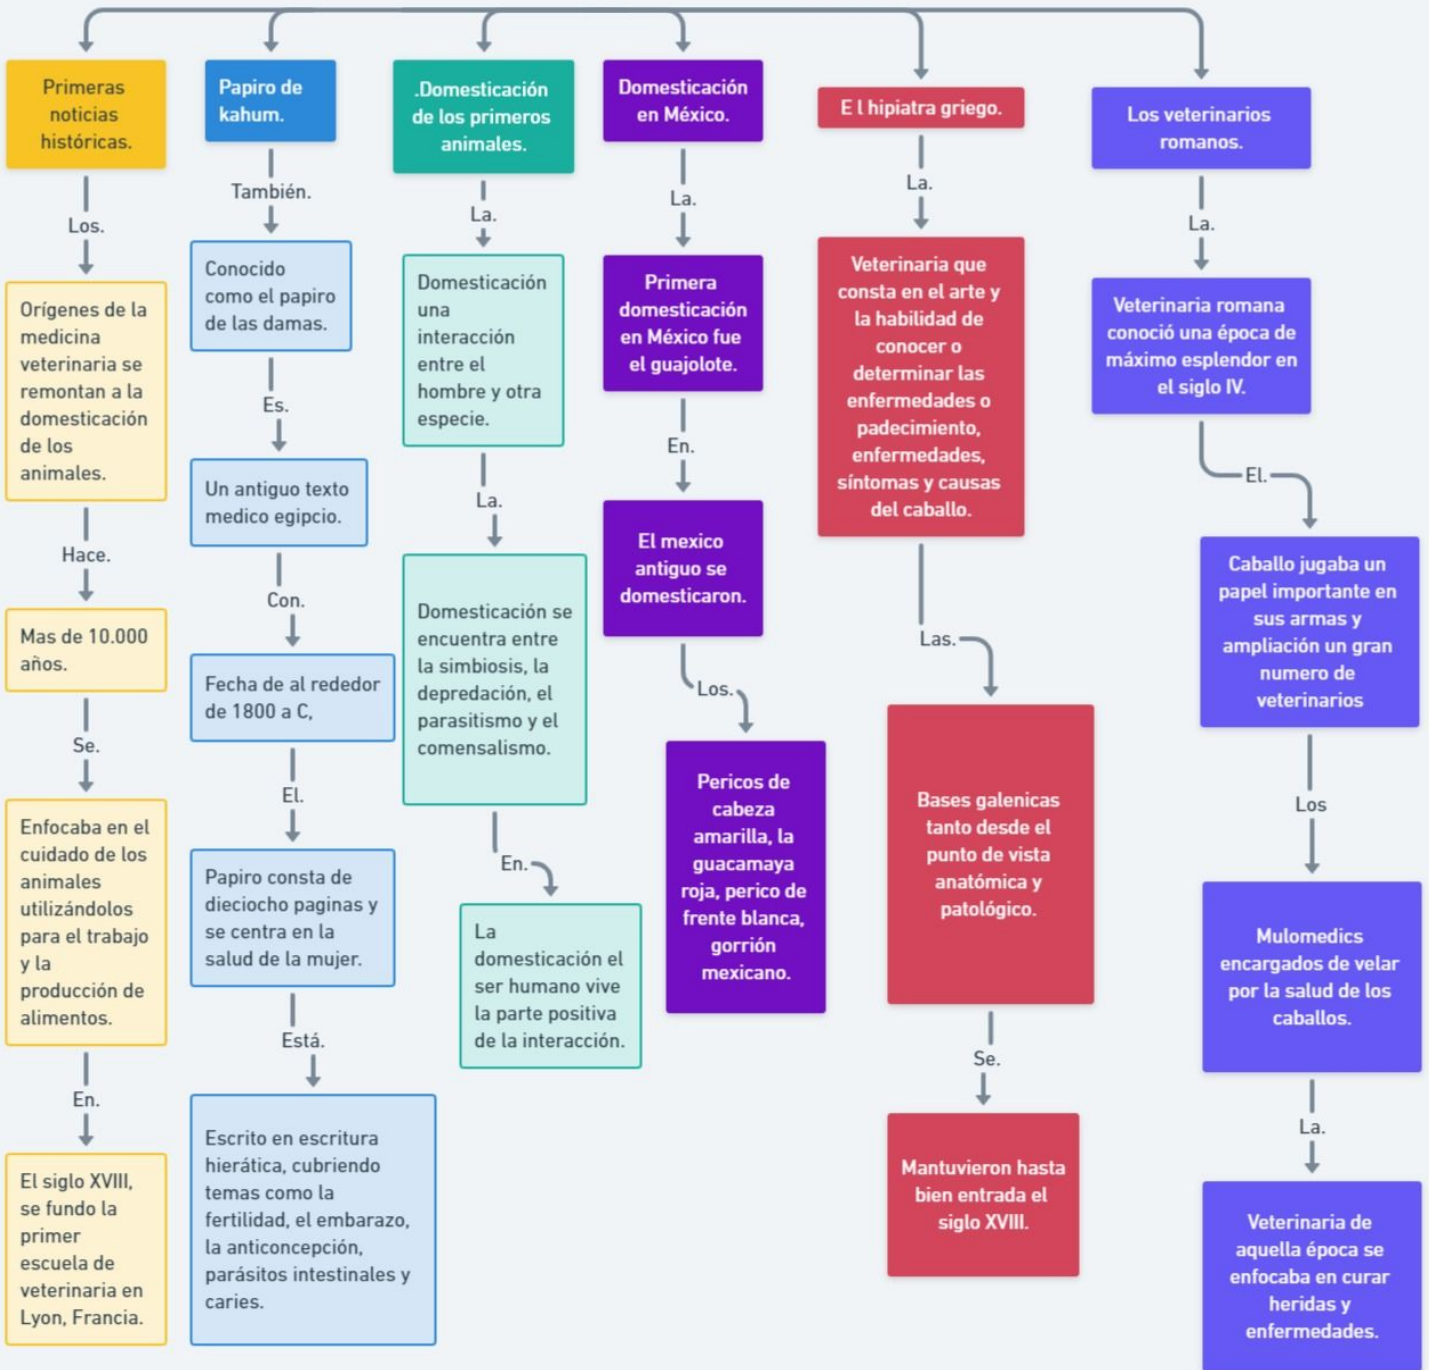 Primeras
noticias
históricas.
Los.
Orígenes de la
medicina
veterinaria se
remontan a la
domesticación
de los
animales.
Hace.
Mas de 10.000
años.
Se.
Enfocaba en el
cuidado de los
animales
utilizándolos
para el trabajo
y la
producción de
alimentos.
En.
El siglo XVIII,
se fundo la
primer
escuela de
veterinaria en
Lyon, Francia.
Papiro de
kahum.
También.
Conocido
como el papiro
de las damas.
Es.
Un antiguo texto
medico egipcio.
Con.
Fecha de al rededor
de 1800 a C,
El.
Papiro consta de
dieciocho paginas y
se centra en la
salud de la mujer.
Está.
Escrito en escritura
hierática, cubriendo
temas como la
fertilidad, el embarazo,
la anticoncepción,
parásitos intestinales y
caries.
.Domesticación
de los primeros
animales.
La.
Domesticación
una
interacción
entre el
hombre y otra
especie.
La.
Domesticación se
encuentra entre
la simbiosis, la
depredación, el
parasitismo y el
comensalismo.
En.
La
domesticación el
ser humano vive
la parte positiva
de la interacción.
Domesticación
en México.
La.
Primera
domesticación
en México fue
el guajolote.
En.
El mexico
antiguo se
domesticaron.
Los.
Pericos de
cabeza
amarilla, la
guacamaya
roja, perico de
frente blanca,
gorrión
mexicano.
E l hipiatra griego.
La.
Veterinaria que
consta en el arte y
la habilidad de
conocer o
determinar las
enfermedades o
padecimiento,
enfermedades,
síntomas y causas
del caballo.
Las.
Bases galenicas
tanto desde el
punto de vista
anatómica y
patológico.
Se.
Mantuvieron hasta
bien entrada el
siglo XVIII.
Los veterinarios
romanos.
La.
Veterinaria romana
conoció una época de
máximo esplendor en
el siglo IV.
El.
Caballo jugaba un
papel importante en
sus armas y
ampliación un gran
numero de
veterinarios
Los
Mulomedics
encargados de velar
por la salud de los
caballos.
La.
Veterinaria de
aquella época se
enfocaba en curar
heridas y
enfermedades.